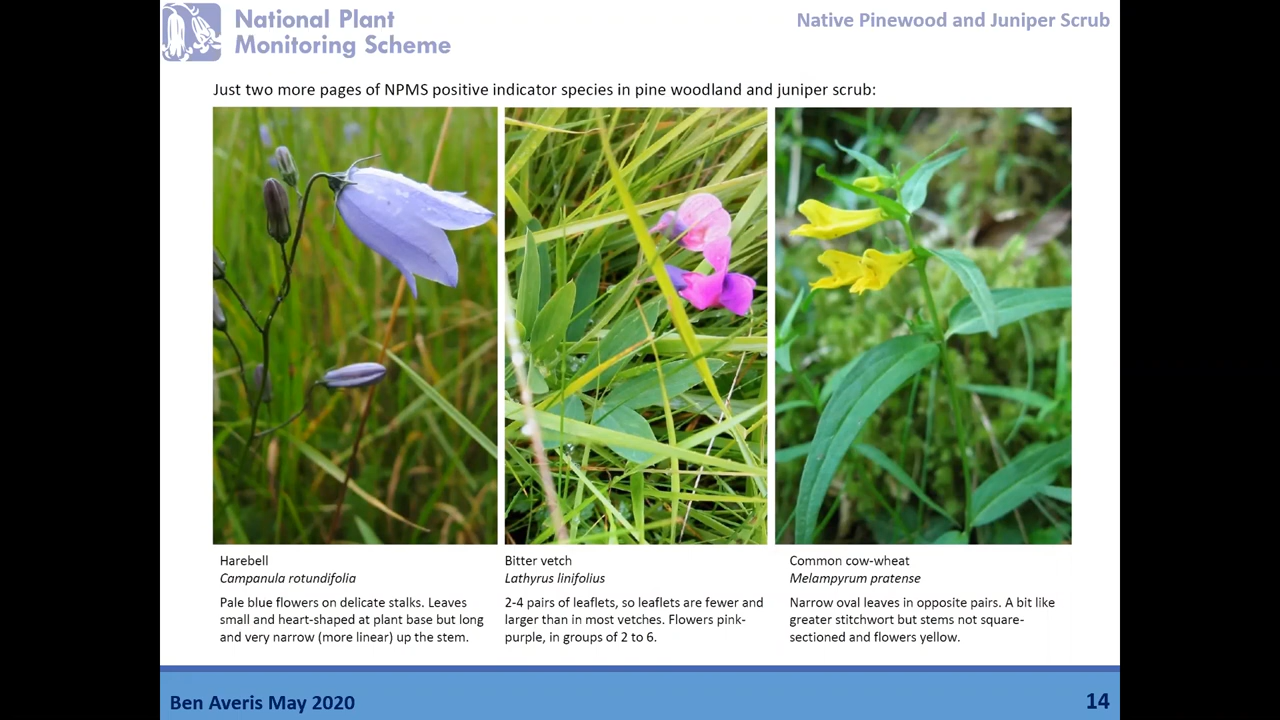 National Plant
Monitoring Scheme
Native Pinewood and Juniper Scrub
Just two more pages of NPMS positive indicator species in pine woodland and juniper scrub:
Harebell
Campanula rotundifolia
Pale blue flowers on delicate stalks. Leaves
small and heart-shaped at plant base but long
and very narrow (more linear) up the stem.
Bitter vetch
Lathyrus linifolius
2-4 pairs of leaflets, so leaflets are fewer and
larger than in most vetches. Flowers pink-
purple, in groups of 2 to 6.
Common cow-wheat
Melampyrum pratense
Narrow oval leaves in opposite pairs. A bit like
greater stitchwort but stems not square-
sectioned and flowers yellow.
Ben Averis May 2020
14